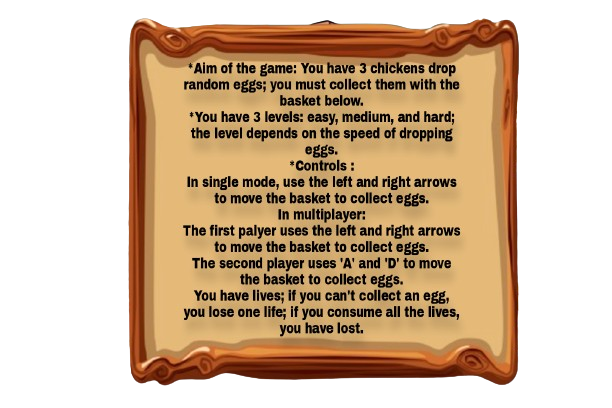 *Aim of the game: You have 3 chickens drop
random eggs; you must collect them with the
basket below.
*You have 3 levels: easy, medium, and hard;
the level depends on the speed of dropping
eggs.
*Controls :
In single mode, use the left and right arrows
to move the basket to collect eggs.
In multiplayer:
The first palyer uses the left and right arrows
to move the basket to collect eggs.
The second player uses 'A' and 'D' to move
the basket to collect eggs.
You have lives; if you can't collect an egg,
you lose one life; if you consume all the lives,
you have lost.